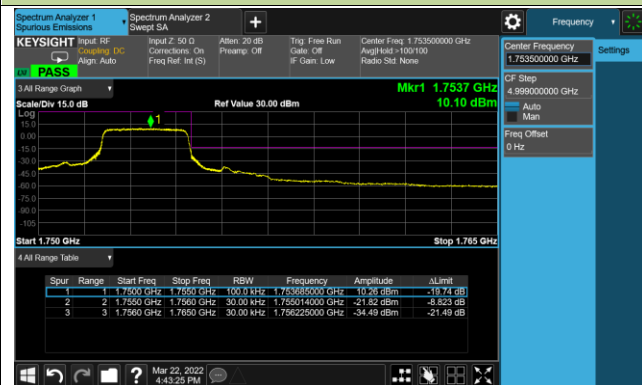 Spectrum Analyzer 1
Spurious Emissions
Spectrum Analyzer 2
Swept SA
+
Frequency
KEYSIGHT
Input: RF
Coupling: DC
Align: Auto
Input Z: 50 Ω
Corrections: On
Freq Ref: Int (S)
Atten: 20 dB
Preamp: Off
Trig: Free Run
Gate: Off
IF Gain: Low
Center Freq: 1.753500000 GHz
Avg|Hold:>100/100
Radio Std: None
PASS
Center Frequency
1.753500000 GHz
Settings
CF Step
4.999000000 GHz
Auto
Man
Freq Offset
0 Hz
3 All Range Graph
Mkr1 1.7537 GHz
Scale/Div 15.0 dB
Ref Value 30.00 dBm
10.10 dBm
Log
15.0
0.00
-15.0
-30.0
-45.0
-60.0
-75.0
-90.0
-105
1
Start 1.750 GHz
Stop 1.765 GHz
4 All Range Table
Spur Range Start Freq Stop Freq RBW Frequency Amplitude ΔLimit
1 1 1.7500 GHz 1.7550 GHz 100.0 kHz 1.753685000 GHz 10.26 dBm -19.74 dB
2 2 1.7550 GHz 1.7560 GHz 30.00 kHz 1.755014000 GHz -21.82 dBm -8.823 dB
3 3 1.7560 GHz 1.7650 GHz 30.00 kHz 1.756225000 GHz -34.49 dBm -21.49 dB
?
Mar 22, 2022
4:43:25 PM